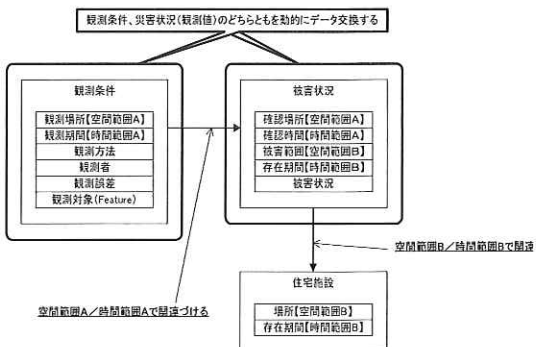 観測条件、災害状況(観測値)のどちらともを動的にデータ交換する
観測条件
観測場所【空間範囲A】
観測期間【時間範囲A】
観測方法
観測者
観測誤差
観測対象(Feature)
被害状況
確認場所【空間範囲A】
確認時間【時間範囲A】
被害範囲【空間範囲B】
存在期間【時間範囲B】
被害状況
空間範囲B/時間範囲Bで関連
空間範囲A/時間範囲Aで関連づける
住宅施設
場所【空間範囲B】
存在期間【時間範囲B】